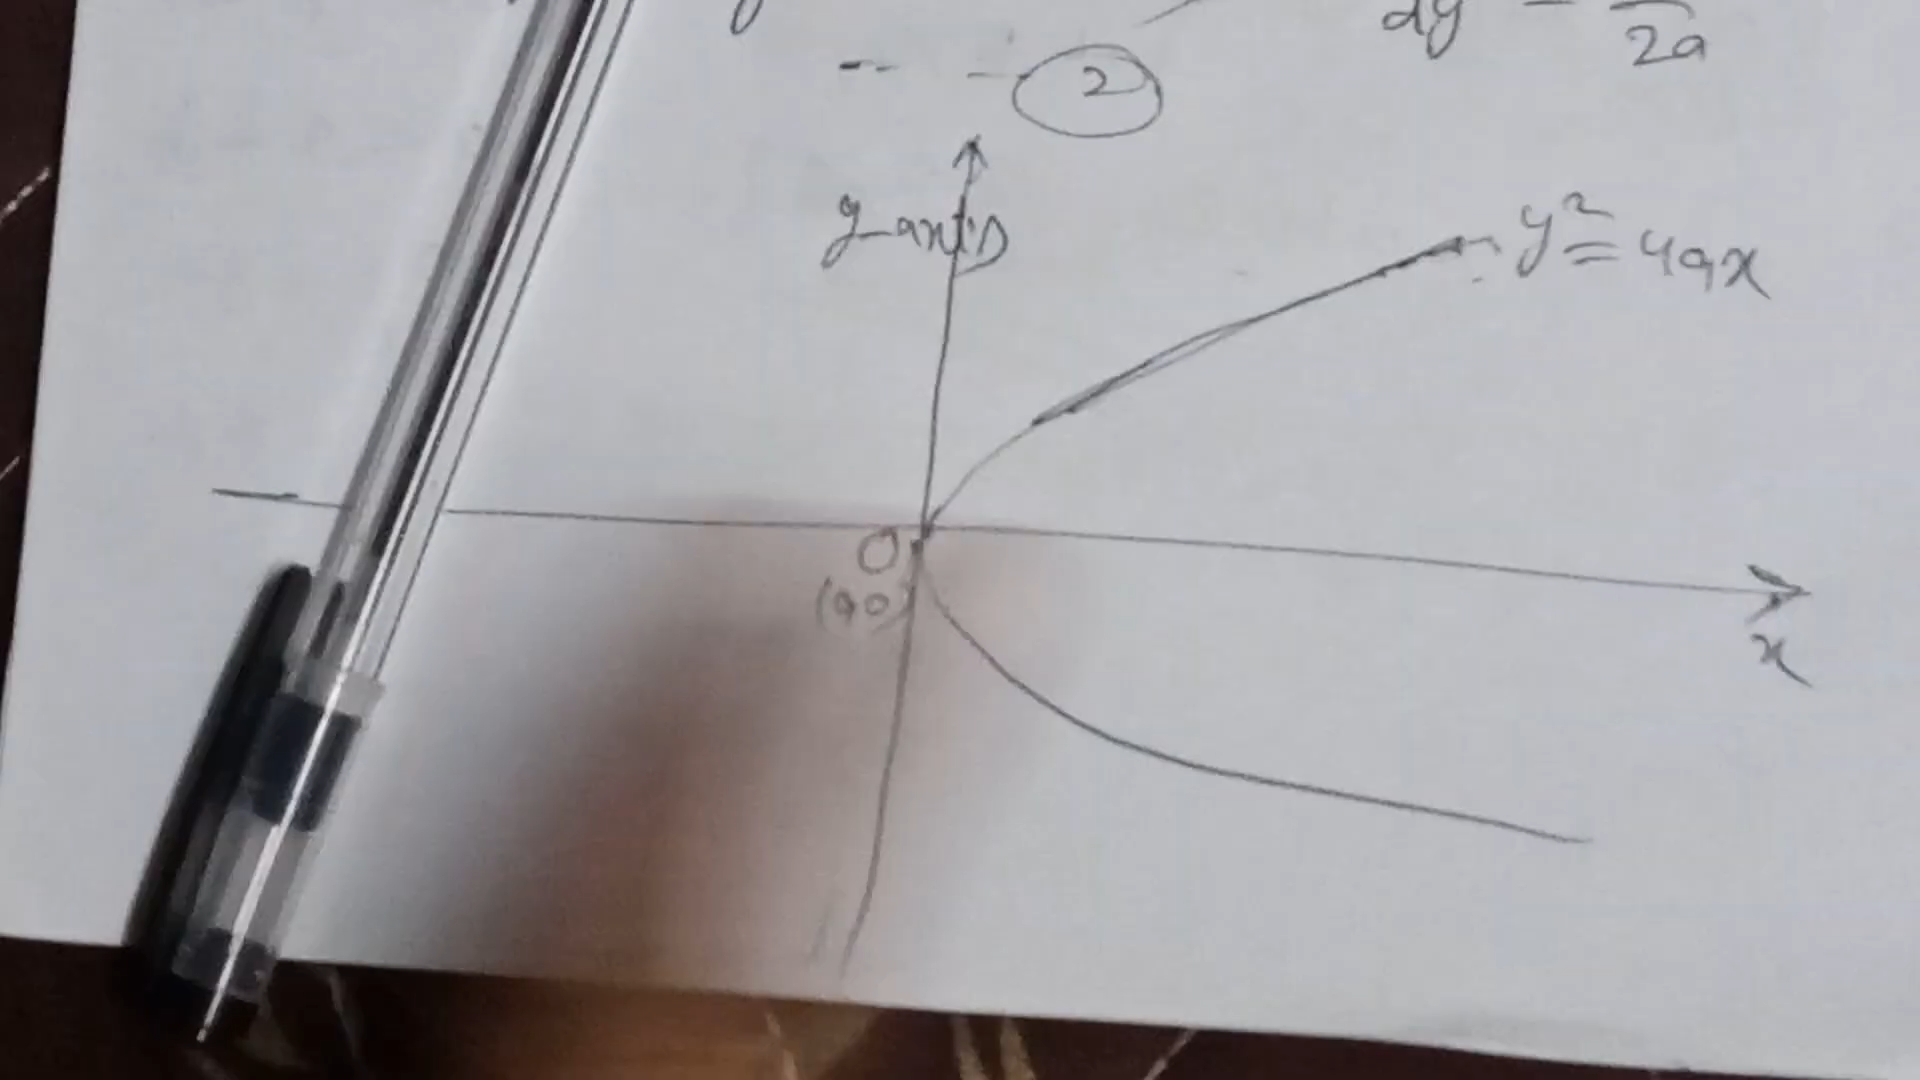 dy = 
2a
2
y-axis
y² = 4ax
O
(0,0)
x